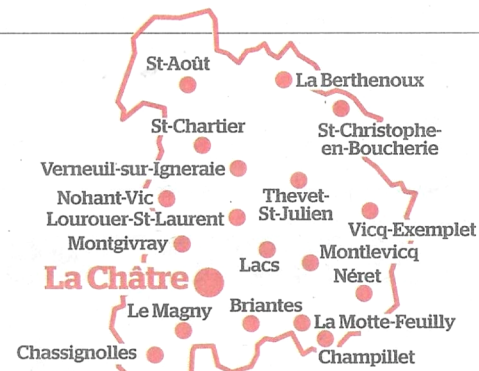 St-Août
La Berthenoux
St-Christophe-
en-Boucherie
St-Chartier
Verneuil-sur-Igneraie
Nohant-Vic
Thevet-
St-Julien
Lourouer-St-Laurent
Vicq-Exemplet
Montgivray
Lacs
Montlevicq
La Châtre
Néret
Le Magny
Briantes
La Motte-Feuilly
Chassignolles
Champillet